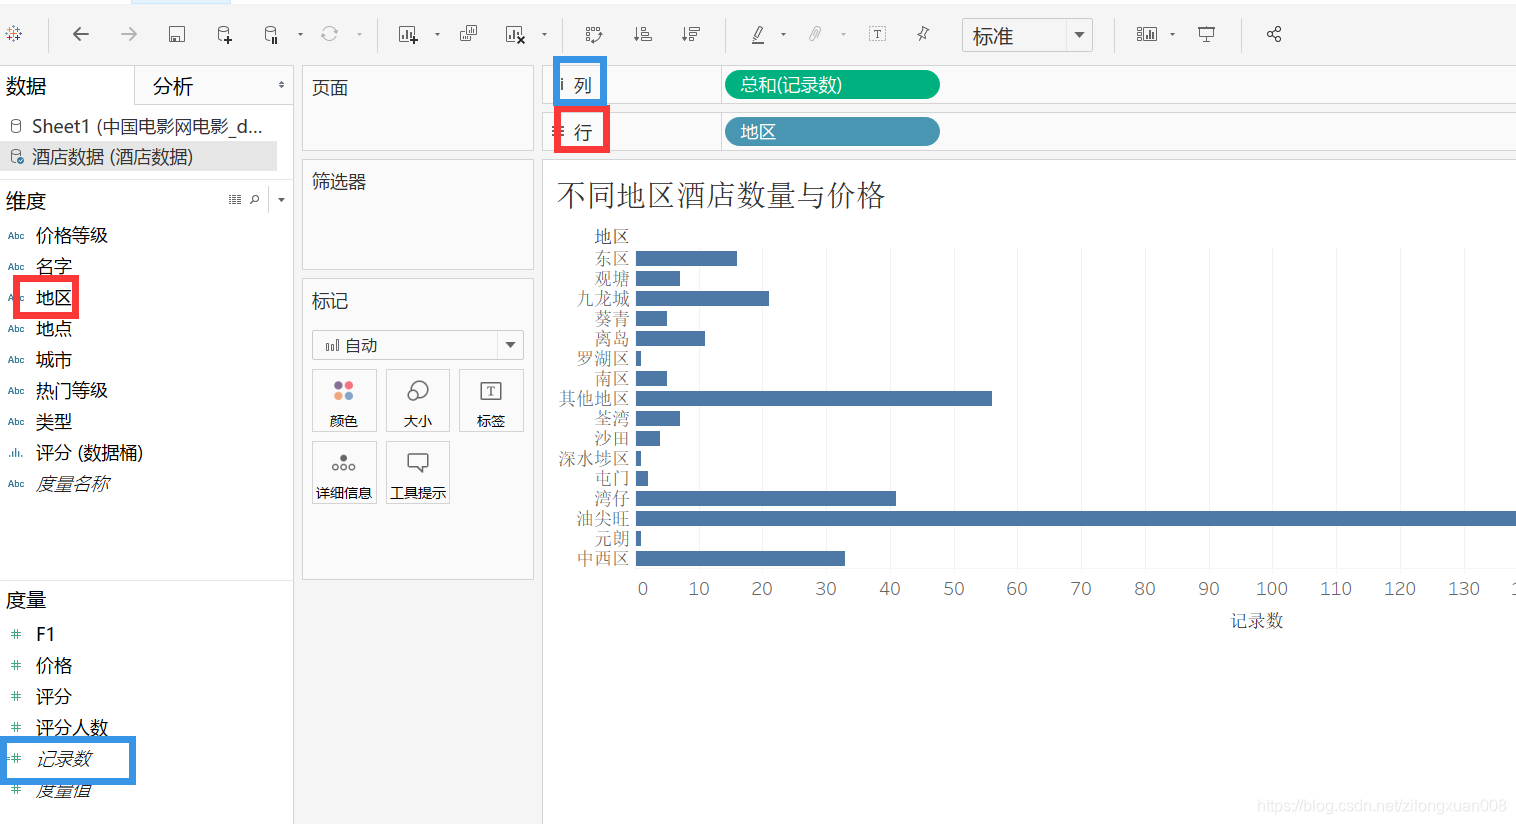 标准
数据
分析
Sheet1 (中国电影网电影_d...
酒店数据 (酒店数据)
维度
Abc 价格等级
Abc 名字
Abc 地区
Abc 地点
Abc 城市
Abc 热门等级
Abc 类型
评分 (数据桶)
Abc 度量名称
度量
# F1
# 价格
# 评分
# 评分人数
=# 记录数
# 度量值
页面
筛选器
标记
自动
颜色
大小
标签
详细信息
工具提示
列
总和(记录数)
行
地区
不同地区酒店数量与价格
地区
东区
观塘
九龙城
葵青
离岛
罗湖区
南区
其他地区
荃湾
沙田
深水埗区
屯门
湾仔
油尖旺
元朗
中西区
0 10 20 30 40 50 60 70 80 90 100 110 120 130
记录数
https://blog.csdn.net/zilongxuan008